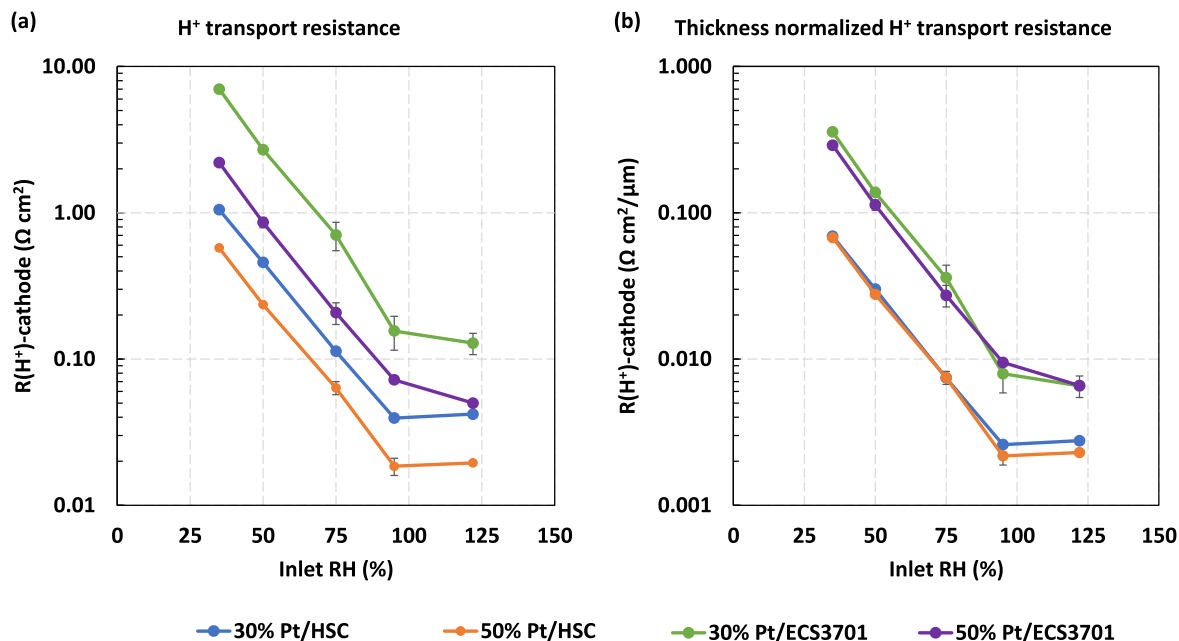 (a)
H⁺ transport resistance
R(H⁺)-cathode (Ω cm²)
10.00
1.00
0.10
0.01
0 25 50 75 100 125 150
Inlet RH (%)
(b)
Thickness normalized H⁺ transport resistance
R(H⁺)-cathode (Ω cm²/μm)
1.000
0.100
0.010
0.001
0 25 50 75 100 125 150
Inlet RH (%)
30% Pt/HSC 50% Pt/HSC 30% Pt/ECS3701 50% Pt/ECS3701